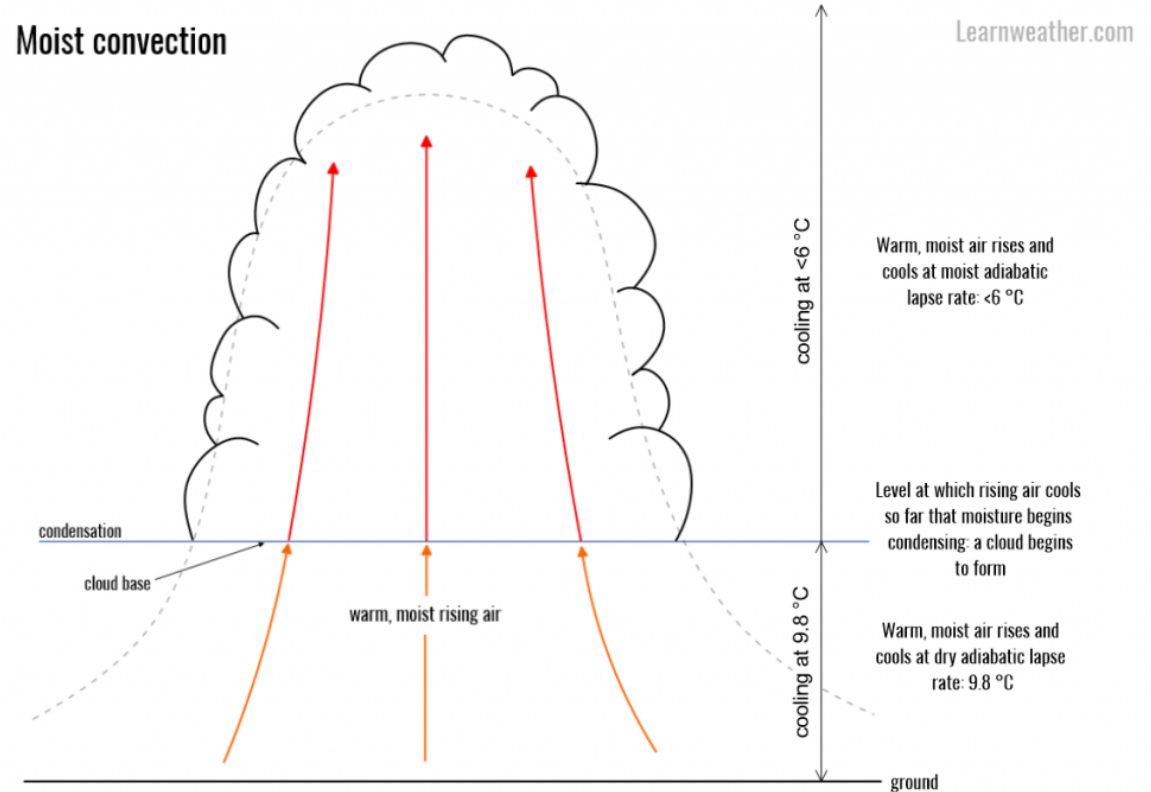 Moist convection
Learnweather.com
cooling at <6 °C
Warm, moist air rises and
cools at moist adiabatic
lapse rate: <6 °C
Level at which rising air cools
so far that moisture begins
condensing: a cloud begins
to form
condensation
cloud base
warm, moist rising air
cooling at 9.8 °C
Warm, moist air rises and
cools at dry adiabatic lapse
rate: 9.8 °C
ground